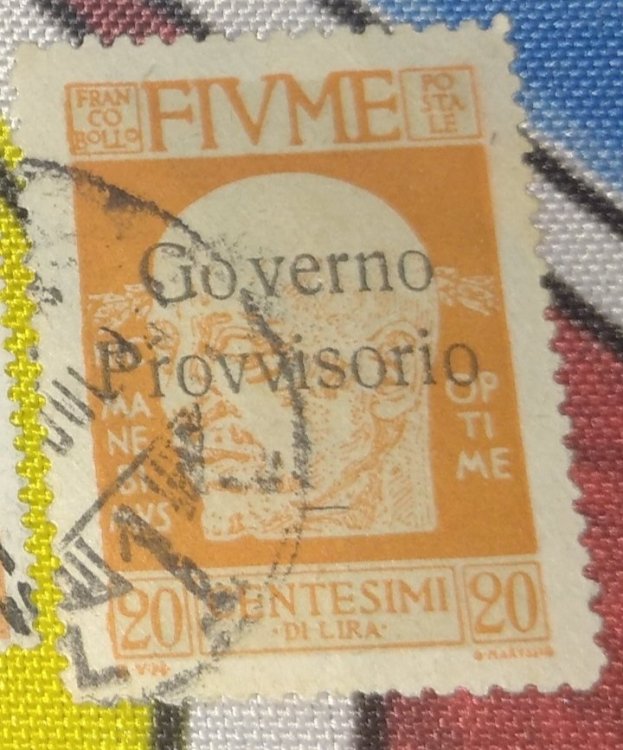 FRAN
CO
BOLLO
FIVME
PO
STA
LE
Governo
Provvisorio
MA
NE
BI
MVS
OP
TI
ME
20 CENTESIMI 20
·DI LIRA·